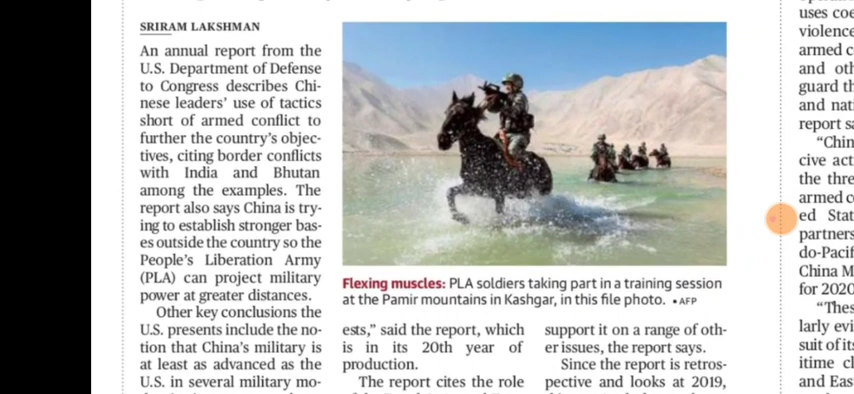 SRIRAM LAKSHMAN
An annual report from the
U.S. Department of Defense
to Congress describes Chi-
nese leaders’ use of tactics
short of armed conflict to
further the country’s objec-
tives, citing border conflicts
with India and Bhutan
among the examples. The
report also says China is try-
ing to establish stronger bas-
es outside the country so the
People’s Liberation Army
(PLA) can project military
power at greater distances.
Other key conclusions the
U.S. presents include the no-
tion that China’s military is
at least as advanced as the
U.S. in several military mo-
Flexing muscles: PLA soldiers taking part in a training session
at the Pamir mountains in Kashgar, in this file photo. • AFP
ests,” said the report, which
is in its 20th year of
production.
The report cites the role
support it on a range of oth-
er issues, the report says.
Since the report is retros-
pective and looks at 2019,
uses coe
violence
armed c
and oth
guard th
and nati
report sa
“Chin
cive act
the thre
armed co
ed Stat
partners
do-Pacif
China M
for 2020
“Thes
larly evi
suit of its
itime cl
and Eas